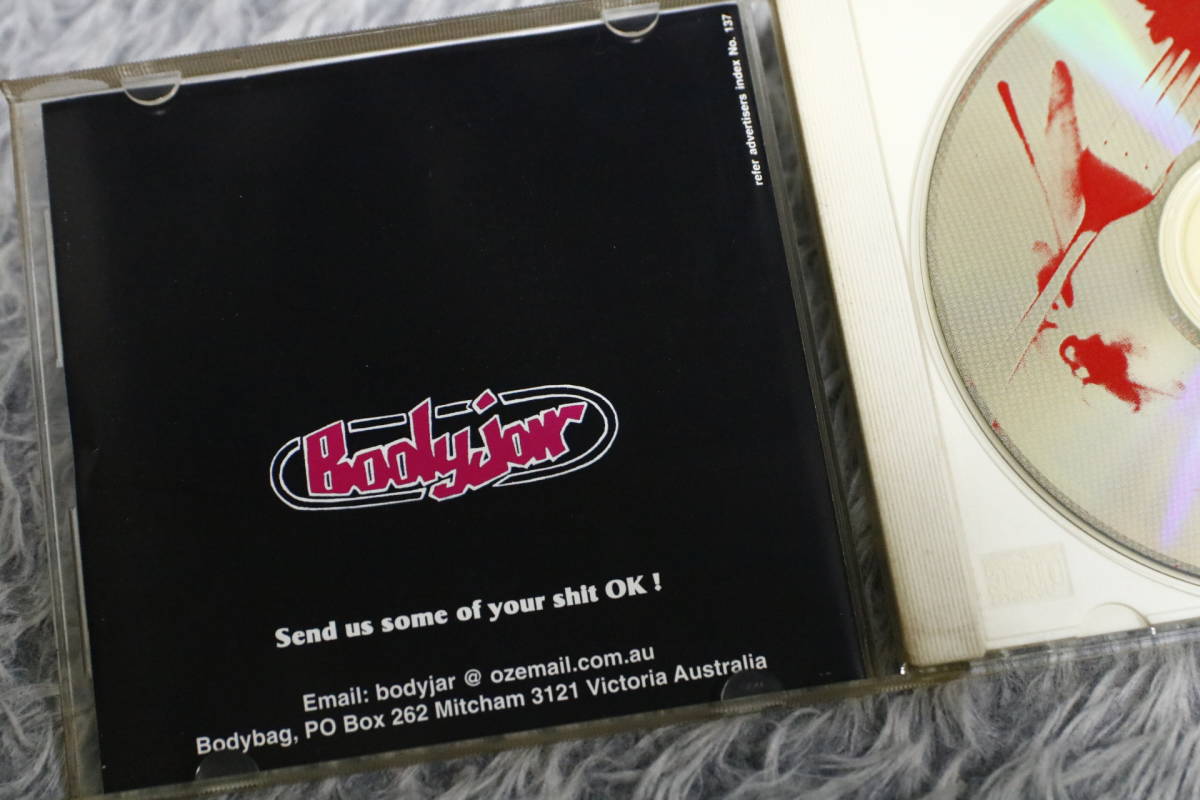 refer advertisers index No. 137
Bodyjar
Send us some of your shit OK !
Email: bodyjar @ ozemail.com.au
Bodybag, PO Box 262 Mitcham 3121 Victoria Australia